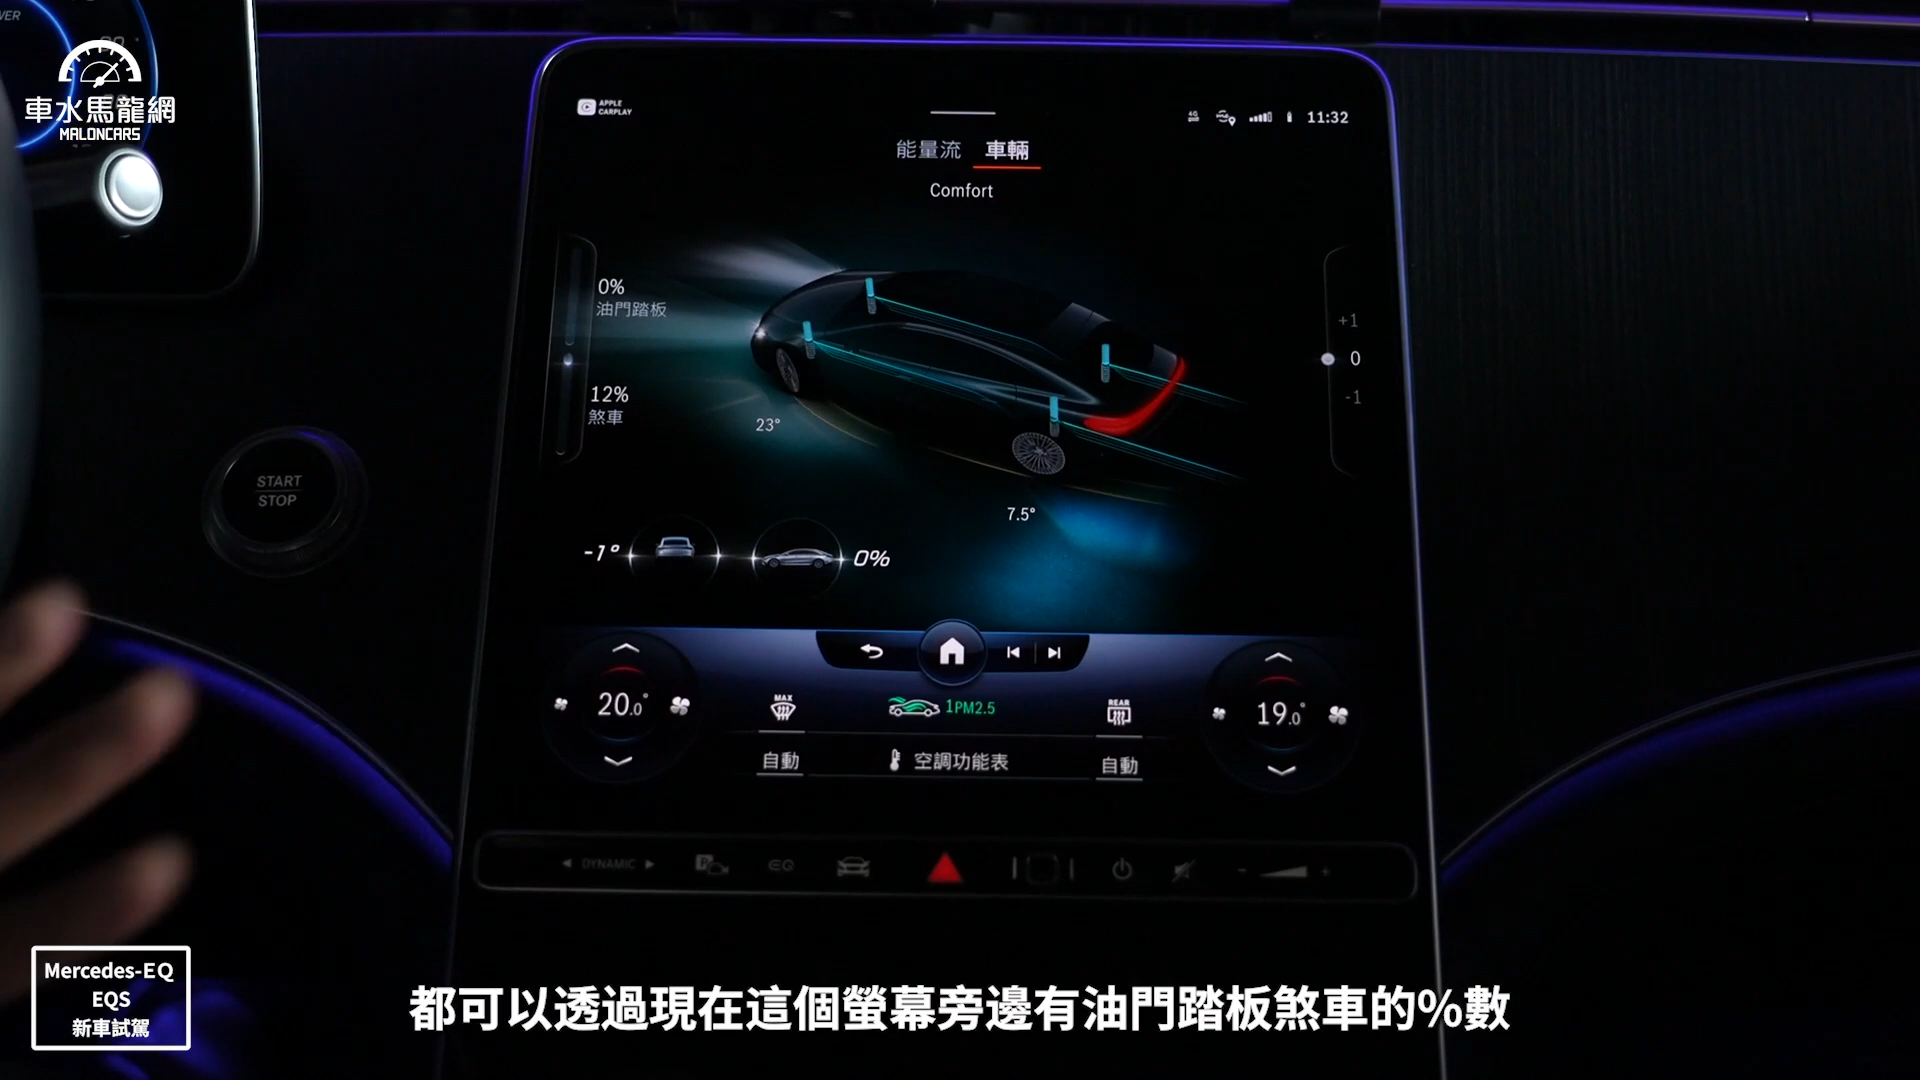 車水馬龍網
MALONCARS
APPLE
CARPLAY
4G
11:32
能量流
車輛
Comfort
0%
油門踏板
12%
煞車
23°
7.5°
+1
0
-1
START
STOP
-1°
0%
20.0°
MAX
1PM2.5
REAR
19.0°
自動
空調功能表
自動
DYNAMIC
EQ
Mercedes-EQ
EQS
新車試駕
都可以透過現在這個螢幕旁邊有油門踏板煞車的%數